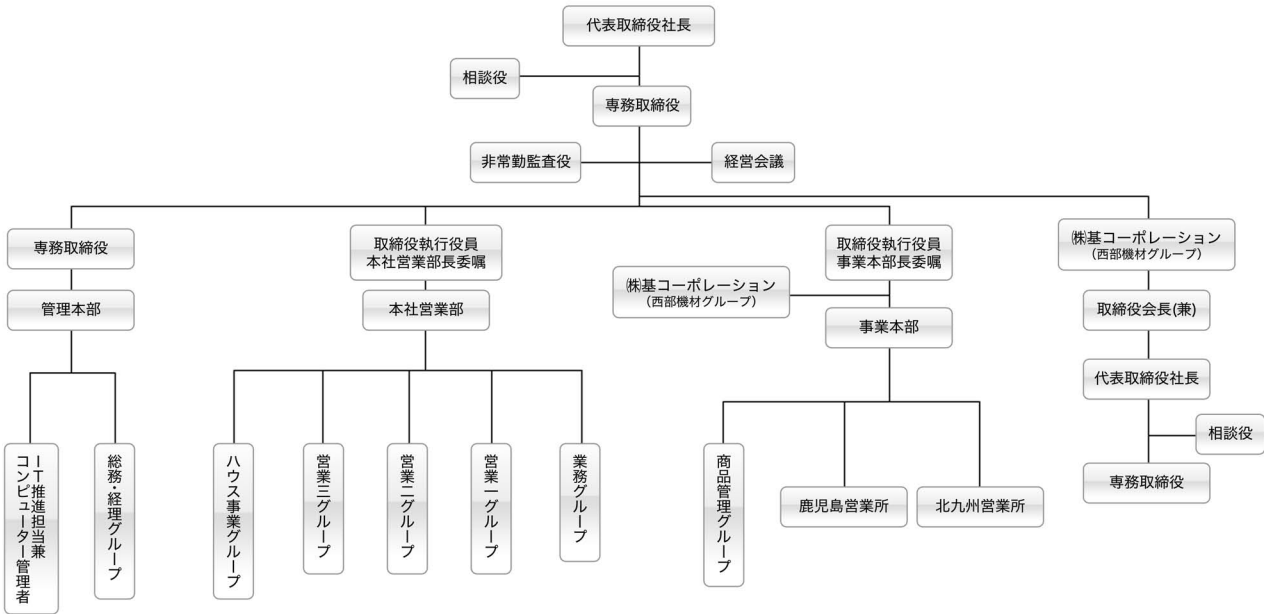 代表取締役社長
相談役
専務取締役
非常勤監査役
経営会議
専務取締役
管理本部
IT推進担当兼
コンピューター管理者
総務・経理グループ
取締役執行役員
本社営業部長委嘱
本社営業部
ハウス事業グループ
営業三グループ
営業二グループ
営業一グループ
業務グループ
取締役執行役員
事業本部長委嘱
㈱基コーポレーション
（西部機材グループ）
事業本部
商品管理グループ
鹿児島営業所
北九州営業所
㈱基コーポレーション
（西部機材グループ）
取締役会長(兼)
代表取締役社長
相談役
専務取締役